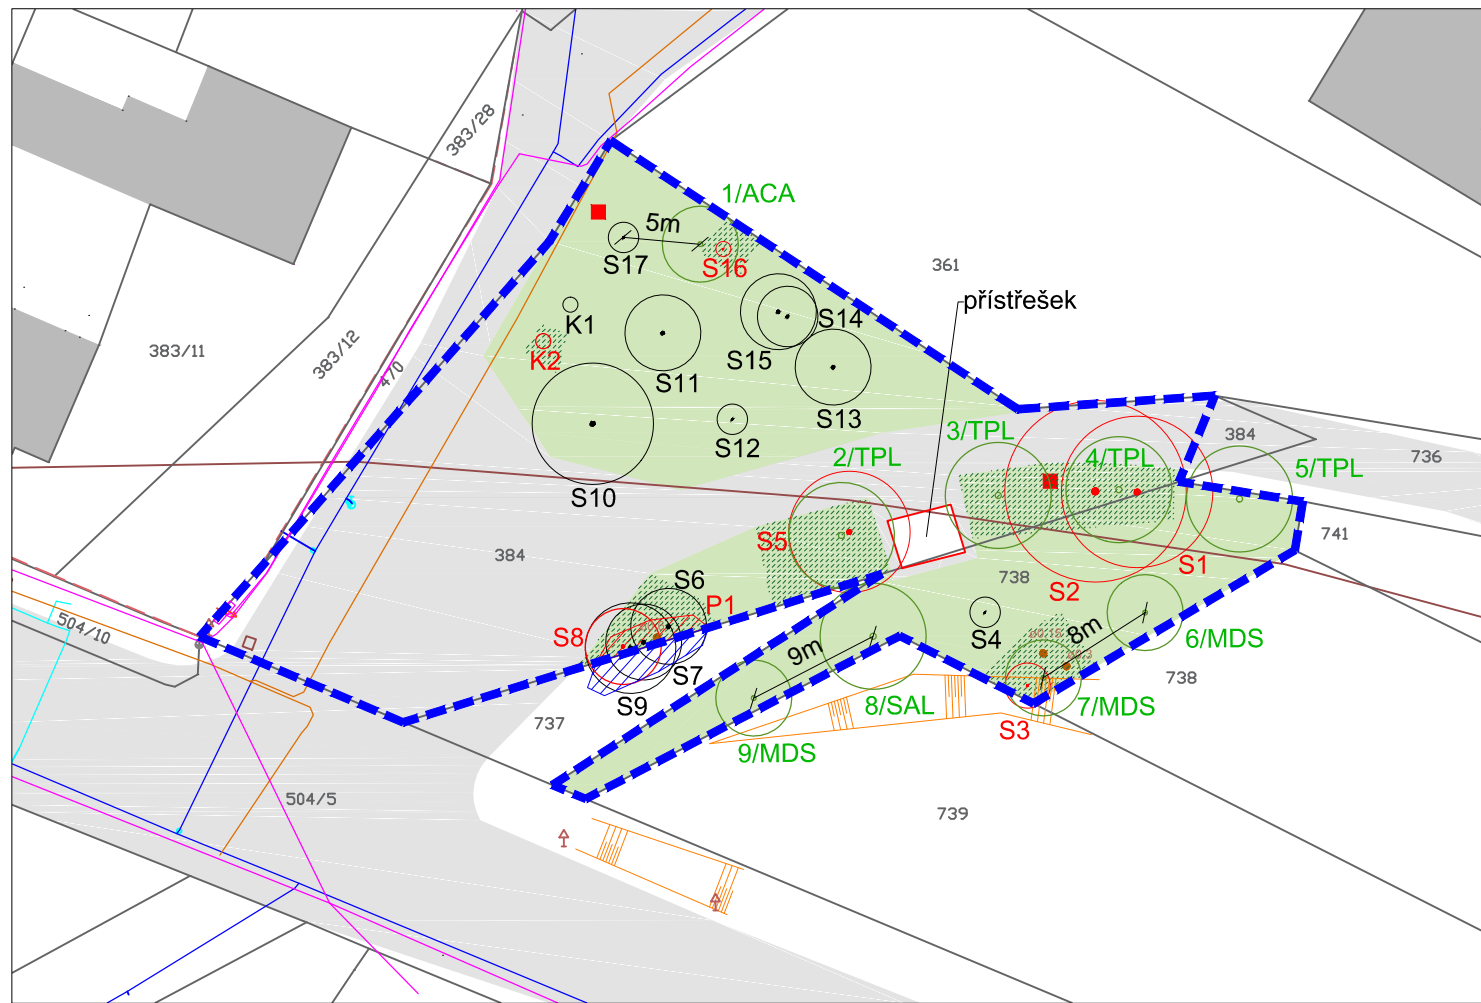 383/28
1/ACA
5m
S17
S16
361
přístřešek
K1
S14
383/11
383/12
470
K2
S15
S11
S13
S12
3/TPL
384
2/TPL
4/TPL
5/TPL
736
S10
S5
384
741
S1
738
S2
S6
P1
504/10
S8
S4
8m
6/MDS
9m
S7
738
S9
8/SAL
7/MDS
737
S3
9/MDS
504/5
739